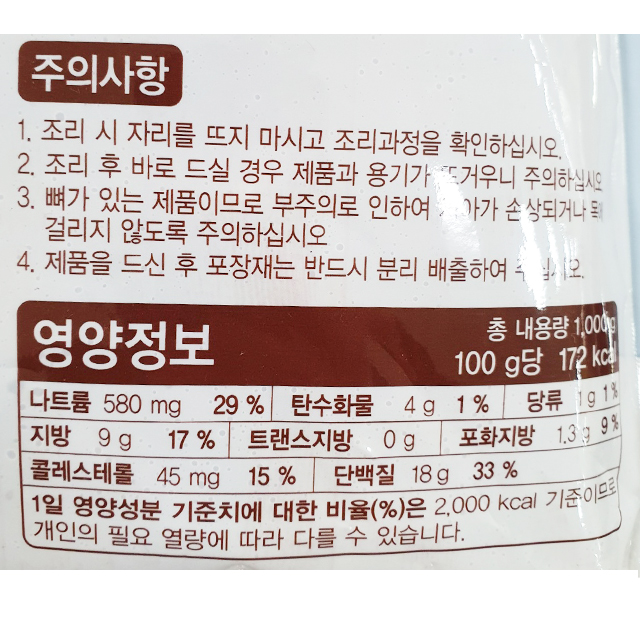 주의사항
1. 조리 시 자리를 뜨지 마시고 조리과정을 확인하십시오.
2. 조리 후 바로 드실 경우 제품과 용기가 뜨거우니 주의하십시오
3. 뼈가 있는 제품이므로 부주의로 인하여 치아가 손상되거나 목에
걸리지 않도록 주의하십시오
4. 제품을 드신 후 포장재는 반드시 분리 배출하여 주십시오.
영양정보
총 내용량 1,000g
100 g당 172 kcal
나트륨 580 mg 29 % 탄수화물 4 g 1 % 당류 1 g 1 %
지방 9 g 17 % 트랜스지방 0 g 포화지방 1.3 g 9 %
콜레스테롤 45 mg 15 % 단백질 18 g 33 %
1일 영양성분 기준치에 대한 비율(%)은 2,000 kcal 기준이므로
개인의 필요 열량에 따라 다를 수 있습니다.